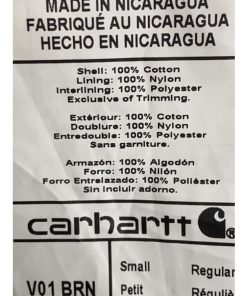 MADE IN NICARAGUA
FABRIQUÉ AU NICARAGUA
HECHO EN NICARAGUA
Shell: 100% Cotton
Lining: 100% Nylon
Interlining: 100% Polyester
Exclusive of Trimming.
Extérieur: 100% Coton
Doublure: 100% Nylon
Entredouble: 100% Polyester
Sans garniture.
Armazón: 100% Algodón
Forro: 100% Nilón
Forro Entrelazado: 100% Poliéster
Sin incluir adorno.
carhartt ®
V01 BRN
Small Regular
Petit